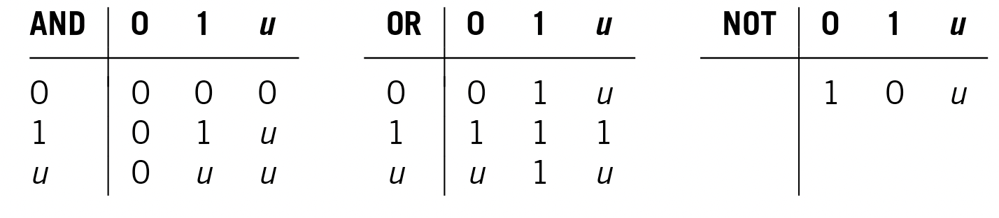 AND 0 1 u OR 0 1 u NOT 0 1 u
0 0 0 0 0 0 1 u 1 0 u
1 0 1 u 1 1 1 1
u 0 u u u u 1 u